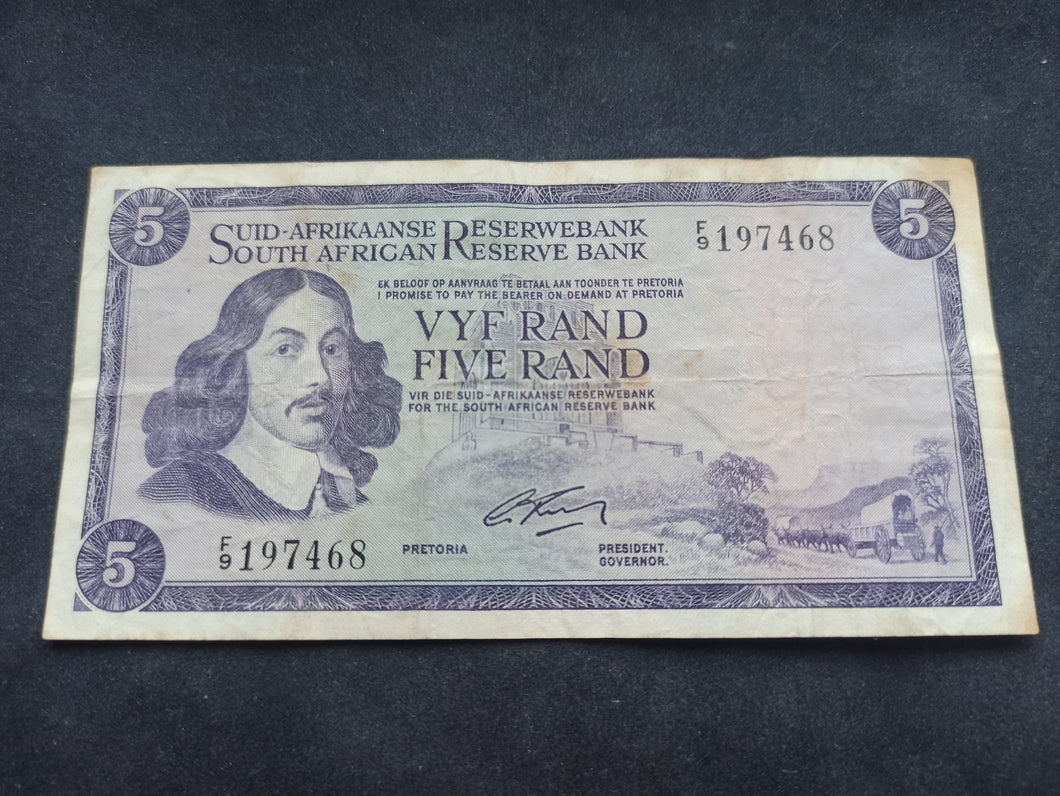 5
5
SUID-AFRIKAANSE RESERWEBANK
SOUTH AFRICAN RESERVE BANK
F/9 197468
EK BELOOF OP AANVRAAG TE BETAAL AAN TOONDER TE PRETORIA
I PROMISE TO PAY THE BEARER ON DEMAND AT PRETORIA
VYF RAND
FIVE RAND
VIR DIE SUID-AFRIKAANSE RESERWEBANK
FOR THE SOUTH AFRICAN RESERVE BANK
F/9 197468
PRETORIA
PRESIDENT.
GOVERNOR.
5